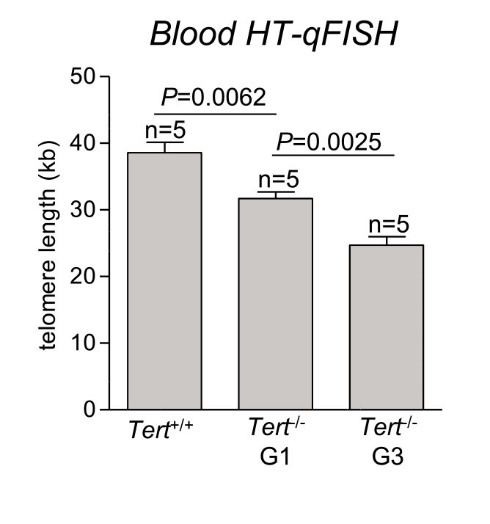 Blood HT-qFISH
50
40
30
20
10
0
telomere length (kb)
P=0.0062
P=0.0025
n=5
n=5
n=5
Tert+/+
Tert-/-
G1
Tert-/-
G3